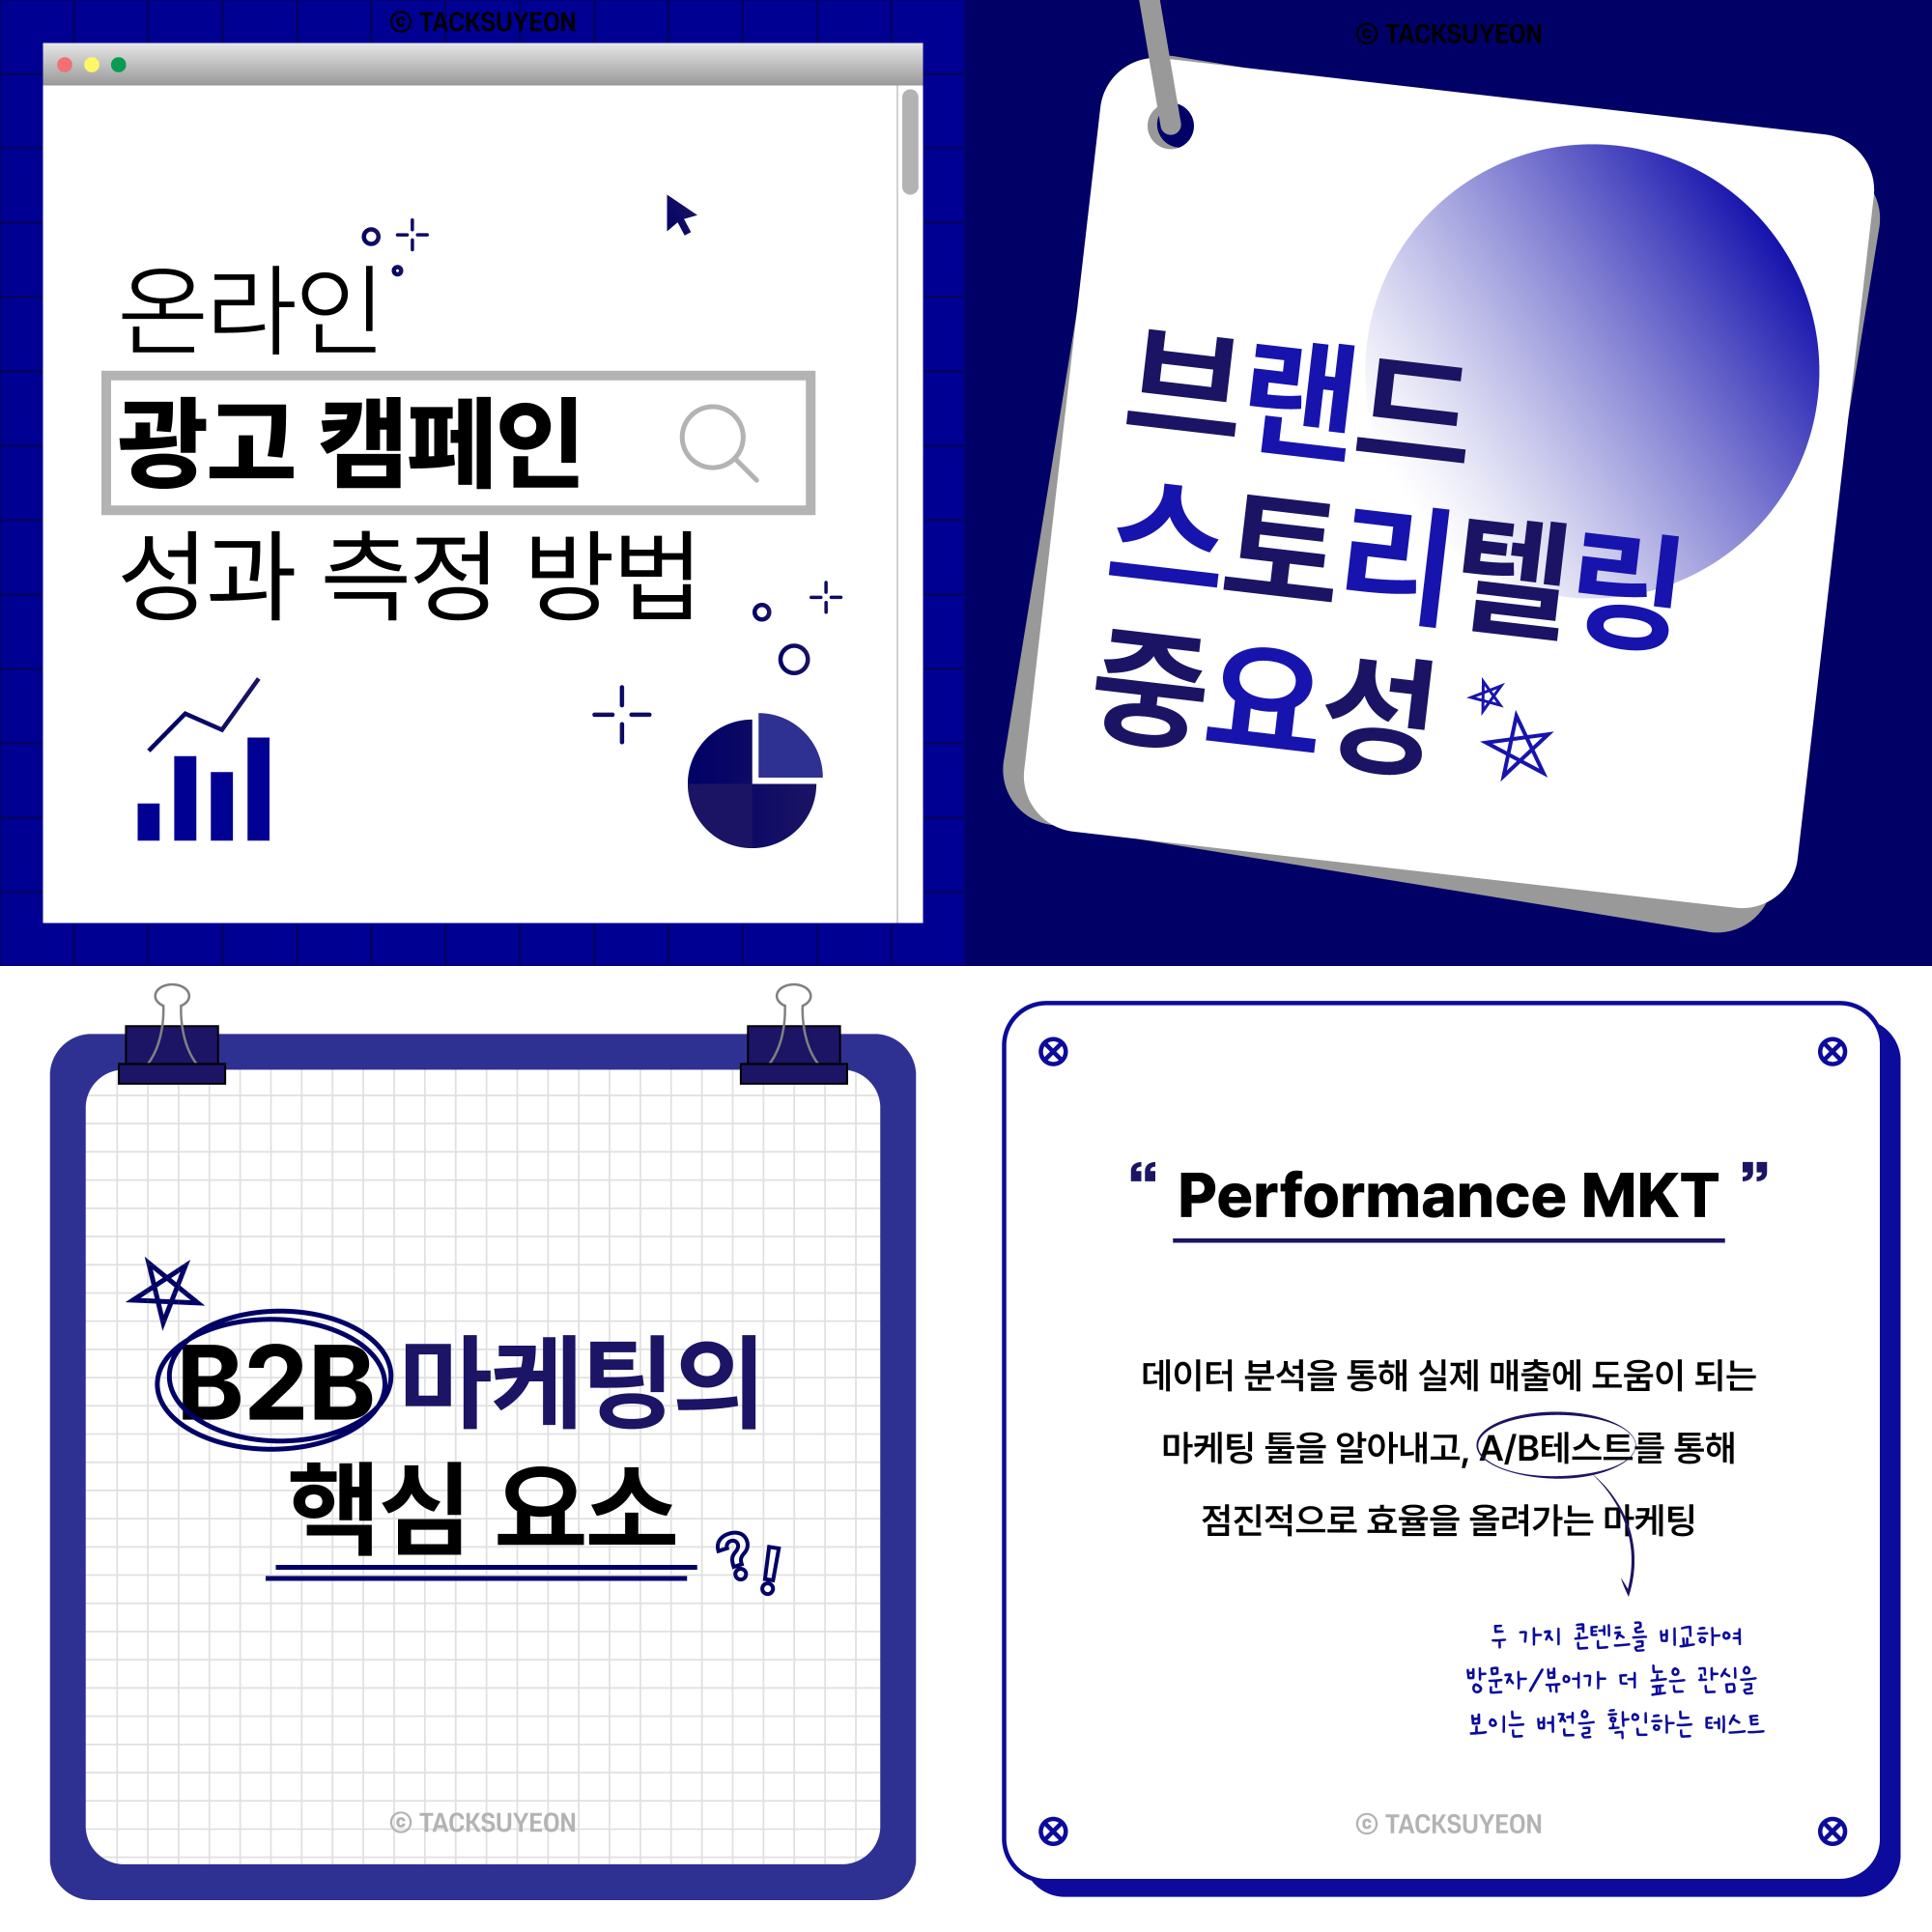 © TACKSUYEON
온라인
광고 캠페인
성과 측정 방법
© TACKSUYEON
브랜드
스토리텔링
중요성
B2B 마케팅의
핵심 요소
?!
© TACKSUYEON
“ Performance MKT ”
데이터 분석을 통해 실제 매출에 도움이 되는
마케팅 툴을 알아내고, A/B테스트를 통해
점진적으로 효율을 올려가는 마케팅
두 가지 콘텐츠를 비교하여
방문자/뷰어가 더 높은 관심을
보이는 버전을 확인하는 테스트
© TACKSUYEON